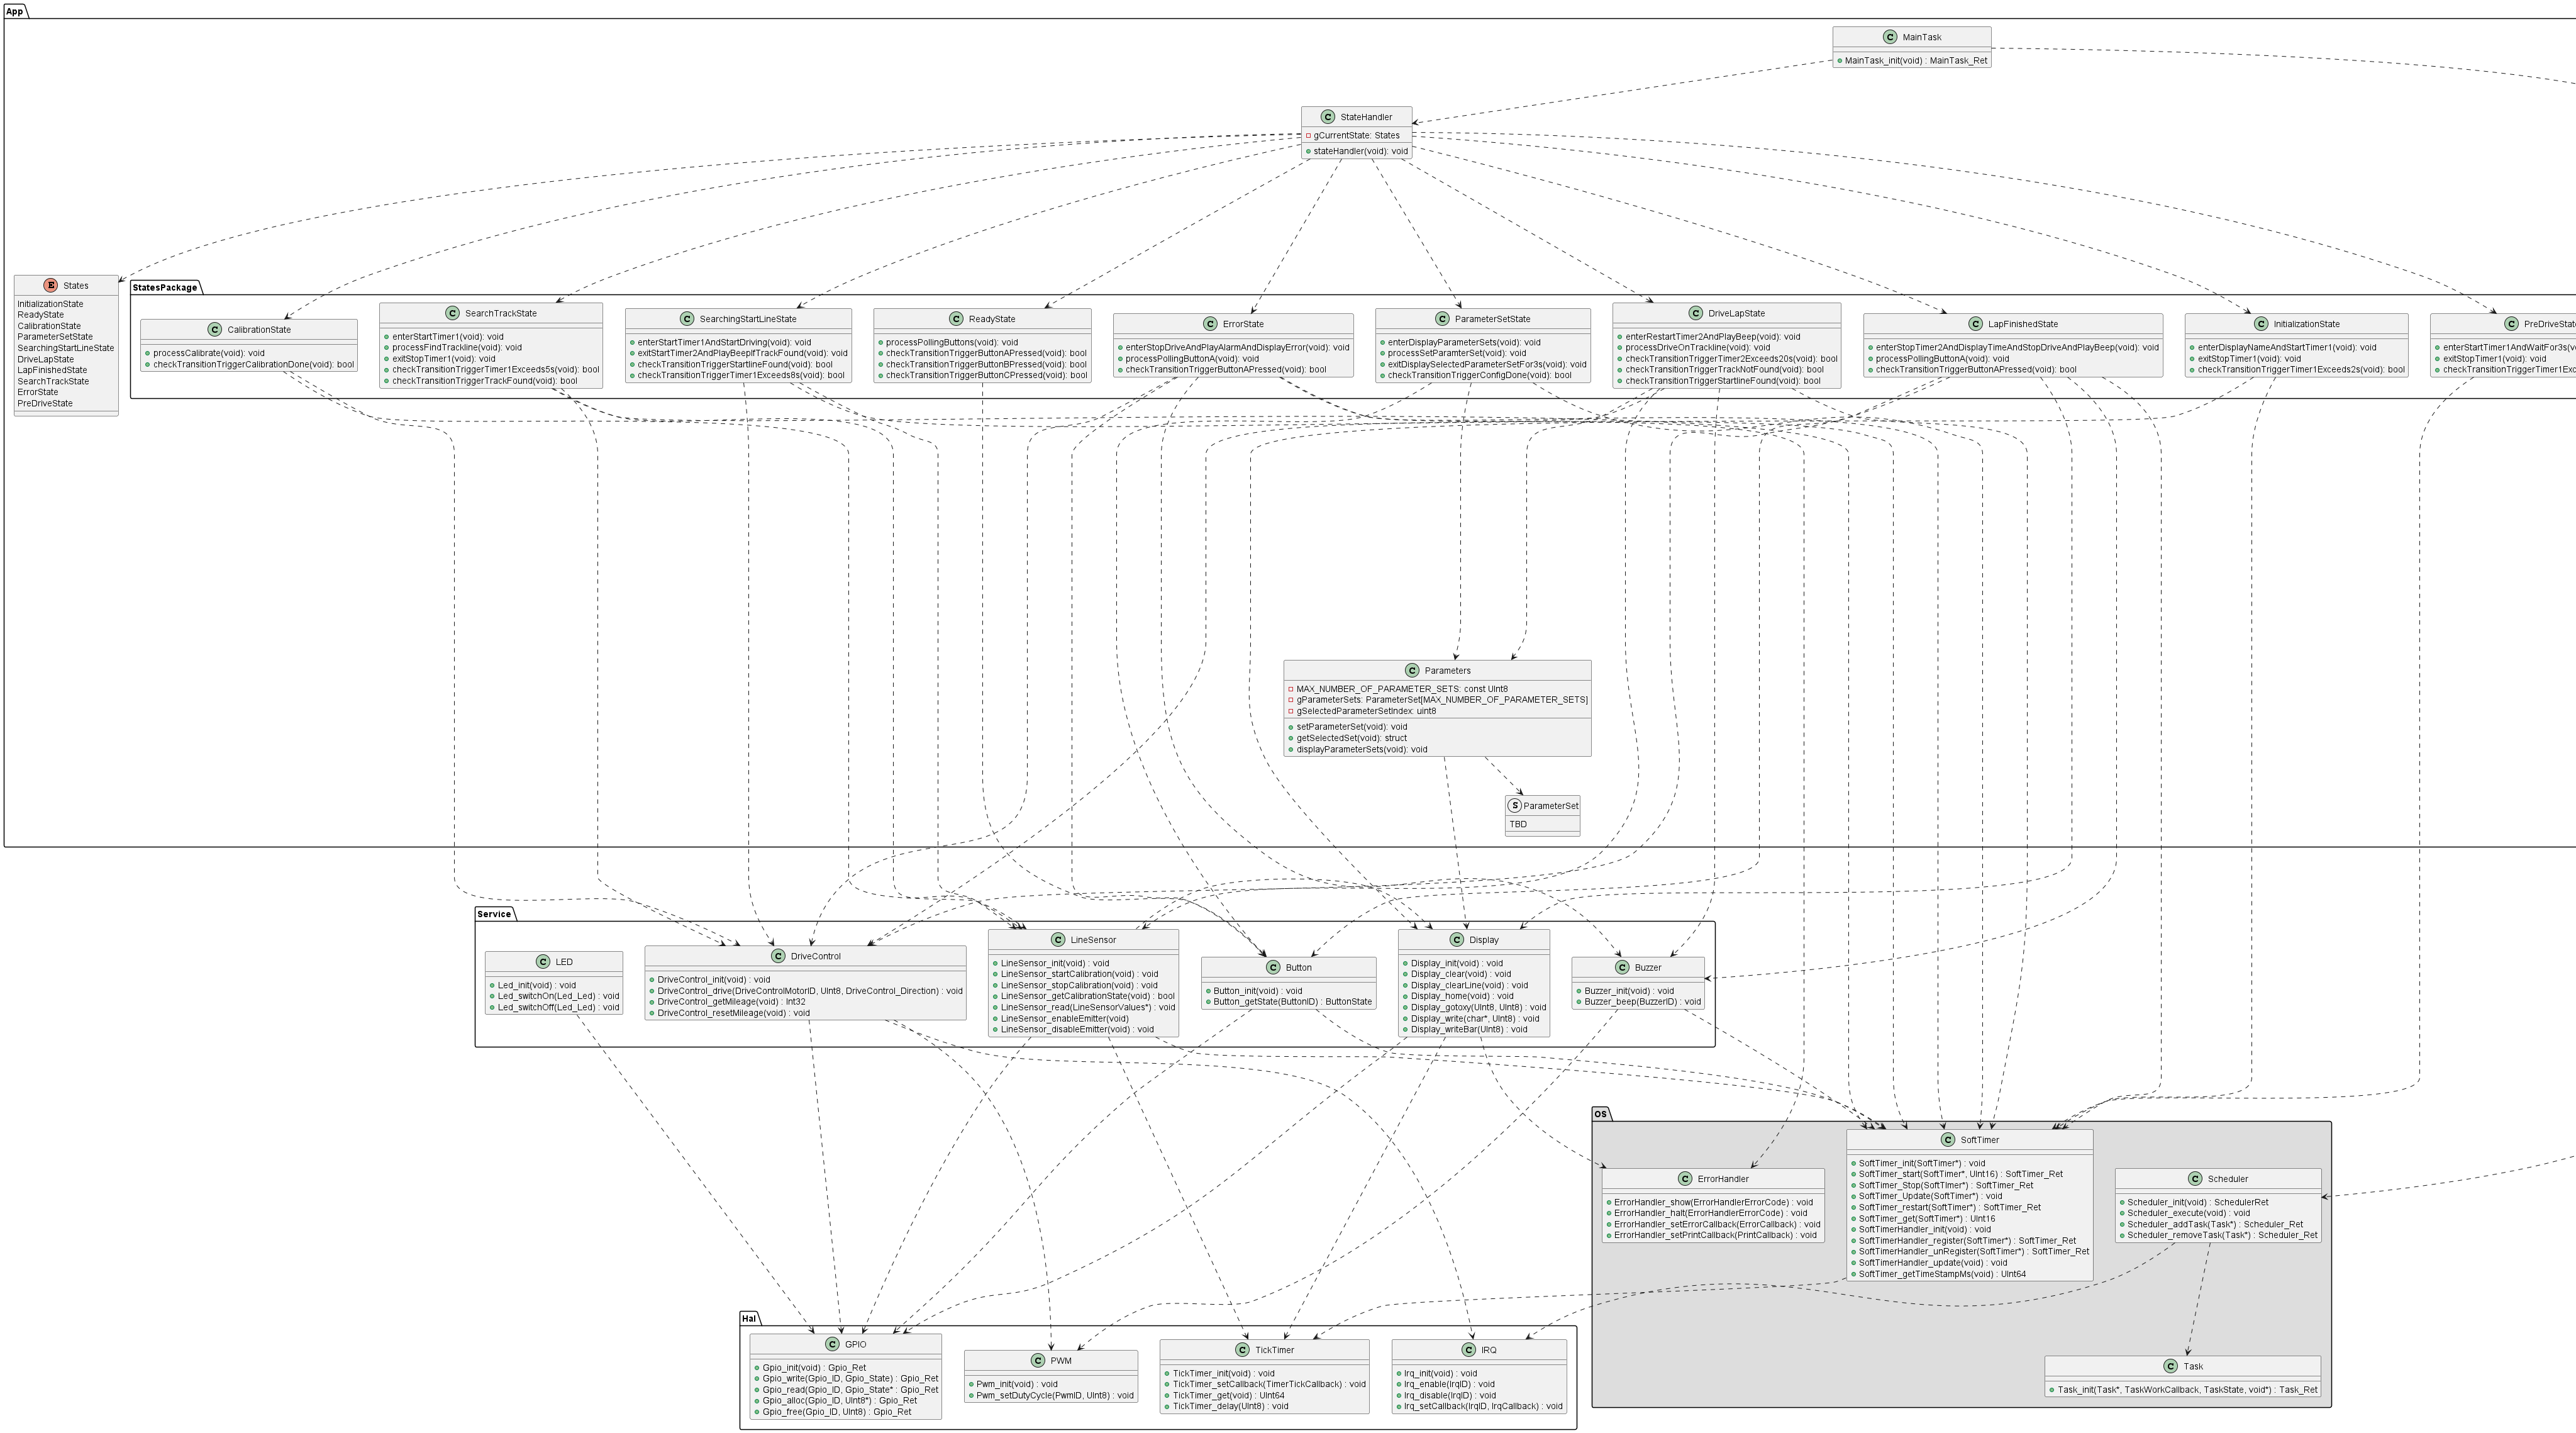 App
MainTask
MainTask_init(void) : MainTask_Ret
StateHandler
gCurrentState: States
stateHandler(void): void
States
InitializationState
ReadyState
CalibrationState
ParameterSetState
SearchingStartLineState
DriveLapState
LapFinishedState
SearchTrackState
ErrorState
PreDriveState
StatesPackage
CalibrationState
processCalibrate(void): void
checkTransitionTriggerCalibrationDone(void): bool
SearchTrackState
enterStartTimer1(void): void
processFindTrackline(void): void
exitStopTimer1(void): void
checkTransitionTriggerTimer1Exceeds5s(void): bool
checkTransitionTriggerTrackFound(void): bool
SearchingStartLineState
enterStartTimer1AndStartDriving(void): void
exitStartTimer2AndPlayBeepIfTrackFound(void): void
checkTransitionTriggerStartlineFound(void): bool
checkTransitionTriggerTimer1Exceeds8s(void): bool
ReadyState
processPollingButtons(void): void
checkTransitionTriggerButtonAPressed(void): bool
checkTransitionTriggerButtonBPressed(void): bool
checkTransitionTriggerButtonCPressed(void): bool
ErrorState
enterStopDriveAndPlayAlarmAndDisplayError(void): void
processPollingButtonA(void): void
checkTransitionTriggerButtonAPressed(void): bool
ParameterSetState
enterDisplayParameterSets(void): void
processSetParamterSet(void): void
exitDisplaySelectedParameterSetFor3s(void): void
checkTransitionTriggerConfigDone(void): bool
DriveLapState
enterRestartTimer2AndPlayBeep(void): void
processDriveOnTrackline(void): void
checkTransitionTriggerTimer2Exceeds20s(void): bool
checkTransitionTriggerTrackNotFound(void): bool
checkTransitionTriggerStartlineFound(void): bool
LapFinishedState
enterStopTimer2AndDisplayTimeAndStopDriveAndPlayBeep(void): void
processPollingButtonA(void): void
checkTransitionTriggerButtonAPressed(void): bool
InitializationState
enterDisplayNameAndStartTimer1(void): void
exitStopTimer1(void): void
checkTransitionTriggerTimer1Exceeds2s(void): bool
PreDriveStat
enterStartTimer1AndWaitFor3s(v
exitStopTimer1(void): void
checkTransitionTriggerTimer1Exc
Parameters
MAX_NUMBER_OF_PARAMETER_SETS: const UInt8
gParameterSets: ParameterSet[MAX_NUMBER_OF_PARAMETER_SETS]
gSelectedParameterSetIndex: uint8
setParameterSet(void): void
getSelectedSet(void): struct
displayParameterSets(void): void
ParameterSet
TBD
Service
LED
Led_init(void) : void
Led_switchOn(Led_Led) : void
Led_switchOff(Led_Led) : void
DriveControl
DriveControl_init(void) : void
DriveControl_drive(DriveControlMotorID, UInt8, DriveControl_Direction) : void
DriveControl_getMileage(void) : Int32
DriveControl_resetMileage(void) : void
LineSensor
LineSensor_init(void) : void
LineSensor_startCalibration(void) : void
LineSensor_stopCalibration(void) : void
LineSensor_getCalibrationState(void) : bool
LineSensor_read(LineSensorValues*) : void
LineSensor_enableEmitter(void)
LineSensor_disableEmitter(void) : void
Button
Button_init(void) : void
Button_getState(ButtonID) : ButtonState
Display
Display_init(void) : void
Display_clear(void) : void
Display_clearLine(void) : void
Display_home(void) : void
Display_gotoxy(UInt8, UInt8) : void
Display_write(char*, UInt8) : void
Display_writeBar(UInt8) : void
Buzzer
Buzzer_init(void) : void
Buzzer_beep(BuzzerID) : void
OS
ErrorHandler
ErrorHandler_show(ErrorHandlerErrorCode) : void
ErrorHandler_halt(ErrorHandlerErrorCode) : void
ErrorHandler_setErrorCallback(ErrorCallback) : void
ErrorHandler_setPrintCallback(PrintCallback) : void
SoftTimer
SoftTimer_init(SoftTimer*) : void
SoftTimer_start(SoftTimer*, UInt16) : SoftTimer_Ret
SoftTimer_Stop(SoftTImer*) : SoftTimer_Ret
SoftTimer_Update(SoftTimer*) : void
SoftTimer_restart(SoftTimer*) : SoftTimer_Ret
SoftTimer_get(SoftTimer*) : UInt16
SoftTimerHandler_init(void) : void
SoftTimerHandler_register(SoftTimer*) : SoftTimer_Ret
SoftTimerHandler_unRegister(SoftTimer*) : SoftTimer_Ret
SoftTimerHandler_update(void) : void
SoftTimer_getTimeStampMs(void) : UInt64
Scheduler
Scheduler_init(void) : SchedulerRet
Scheduler_execute(void) : void
Scheduler_addTask(Task*) : Scheduler_Ret
Scheduler_removeTask(Task*) : Scheduler_Ret
Task
Task_init(Task*, TaskWorkCallback, TaskState, void*) : Task_Ret
Hal
GPIO
Gpio_init(void) : Gpio_Ret
Gpio_write(Gpio_ID, Gpio_State) : Gpio_Ret
Gpio_read(Gpio_ID, Gpio_State* : Gpio_Ret
Gpio_alloc(Gpio_ID, UInt8*) : Gpio_Ret
Gpio_free(Gpio_ID, UInt8) : Gpio_Ret
PWM
Pwm_init(void) : void
Pwm_setDutyCycle(PwmID, UInt8) : void
TickTimer
TickTimer_init(void) : void
TickTimer_setCallback(TimerTickCallback) : void
TickTimer_get(void) : UInt64
TickTimer_delay(UInt8) : void
IRQ
Irq_init(void) : void
Irq_enable(IrqID) : void
Irq_disable(IrqID) : void
Irq_setCallback(IrqID, IrqCallback) : void